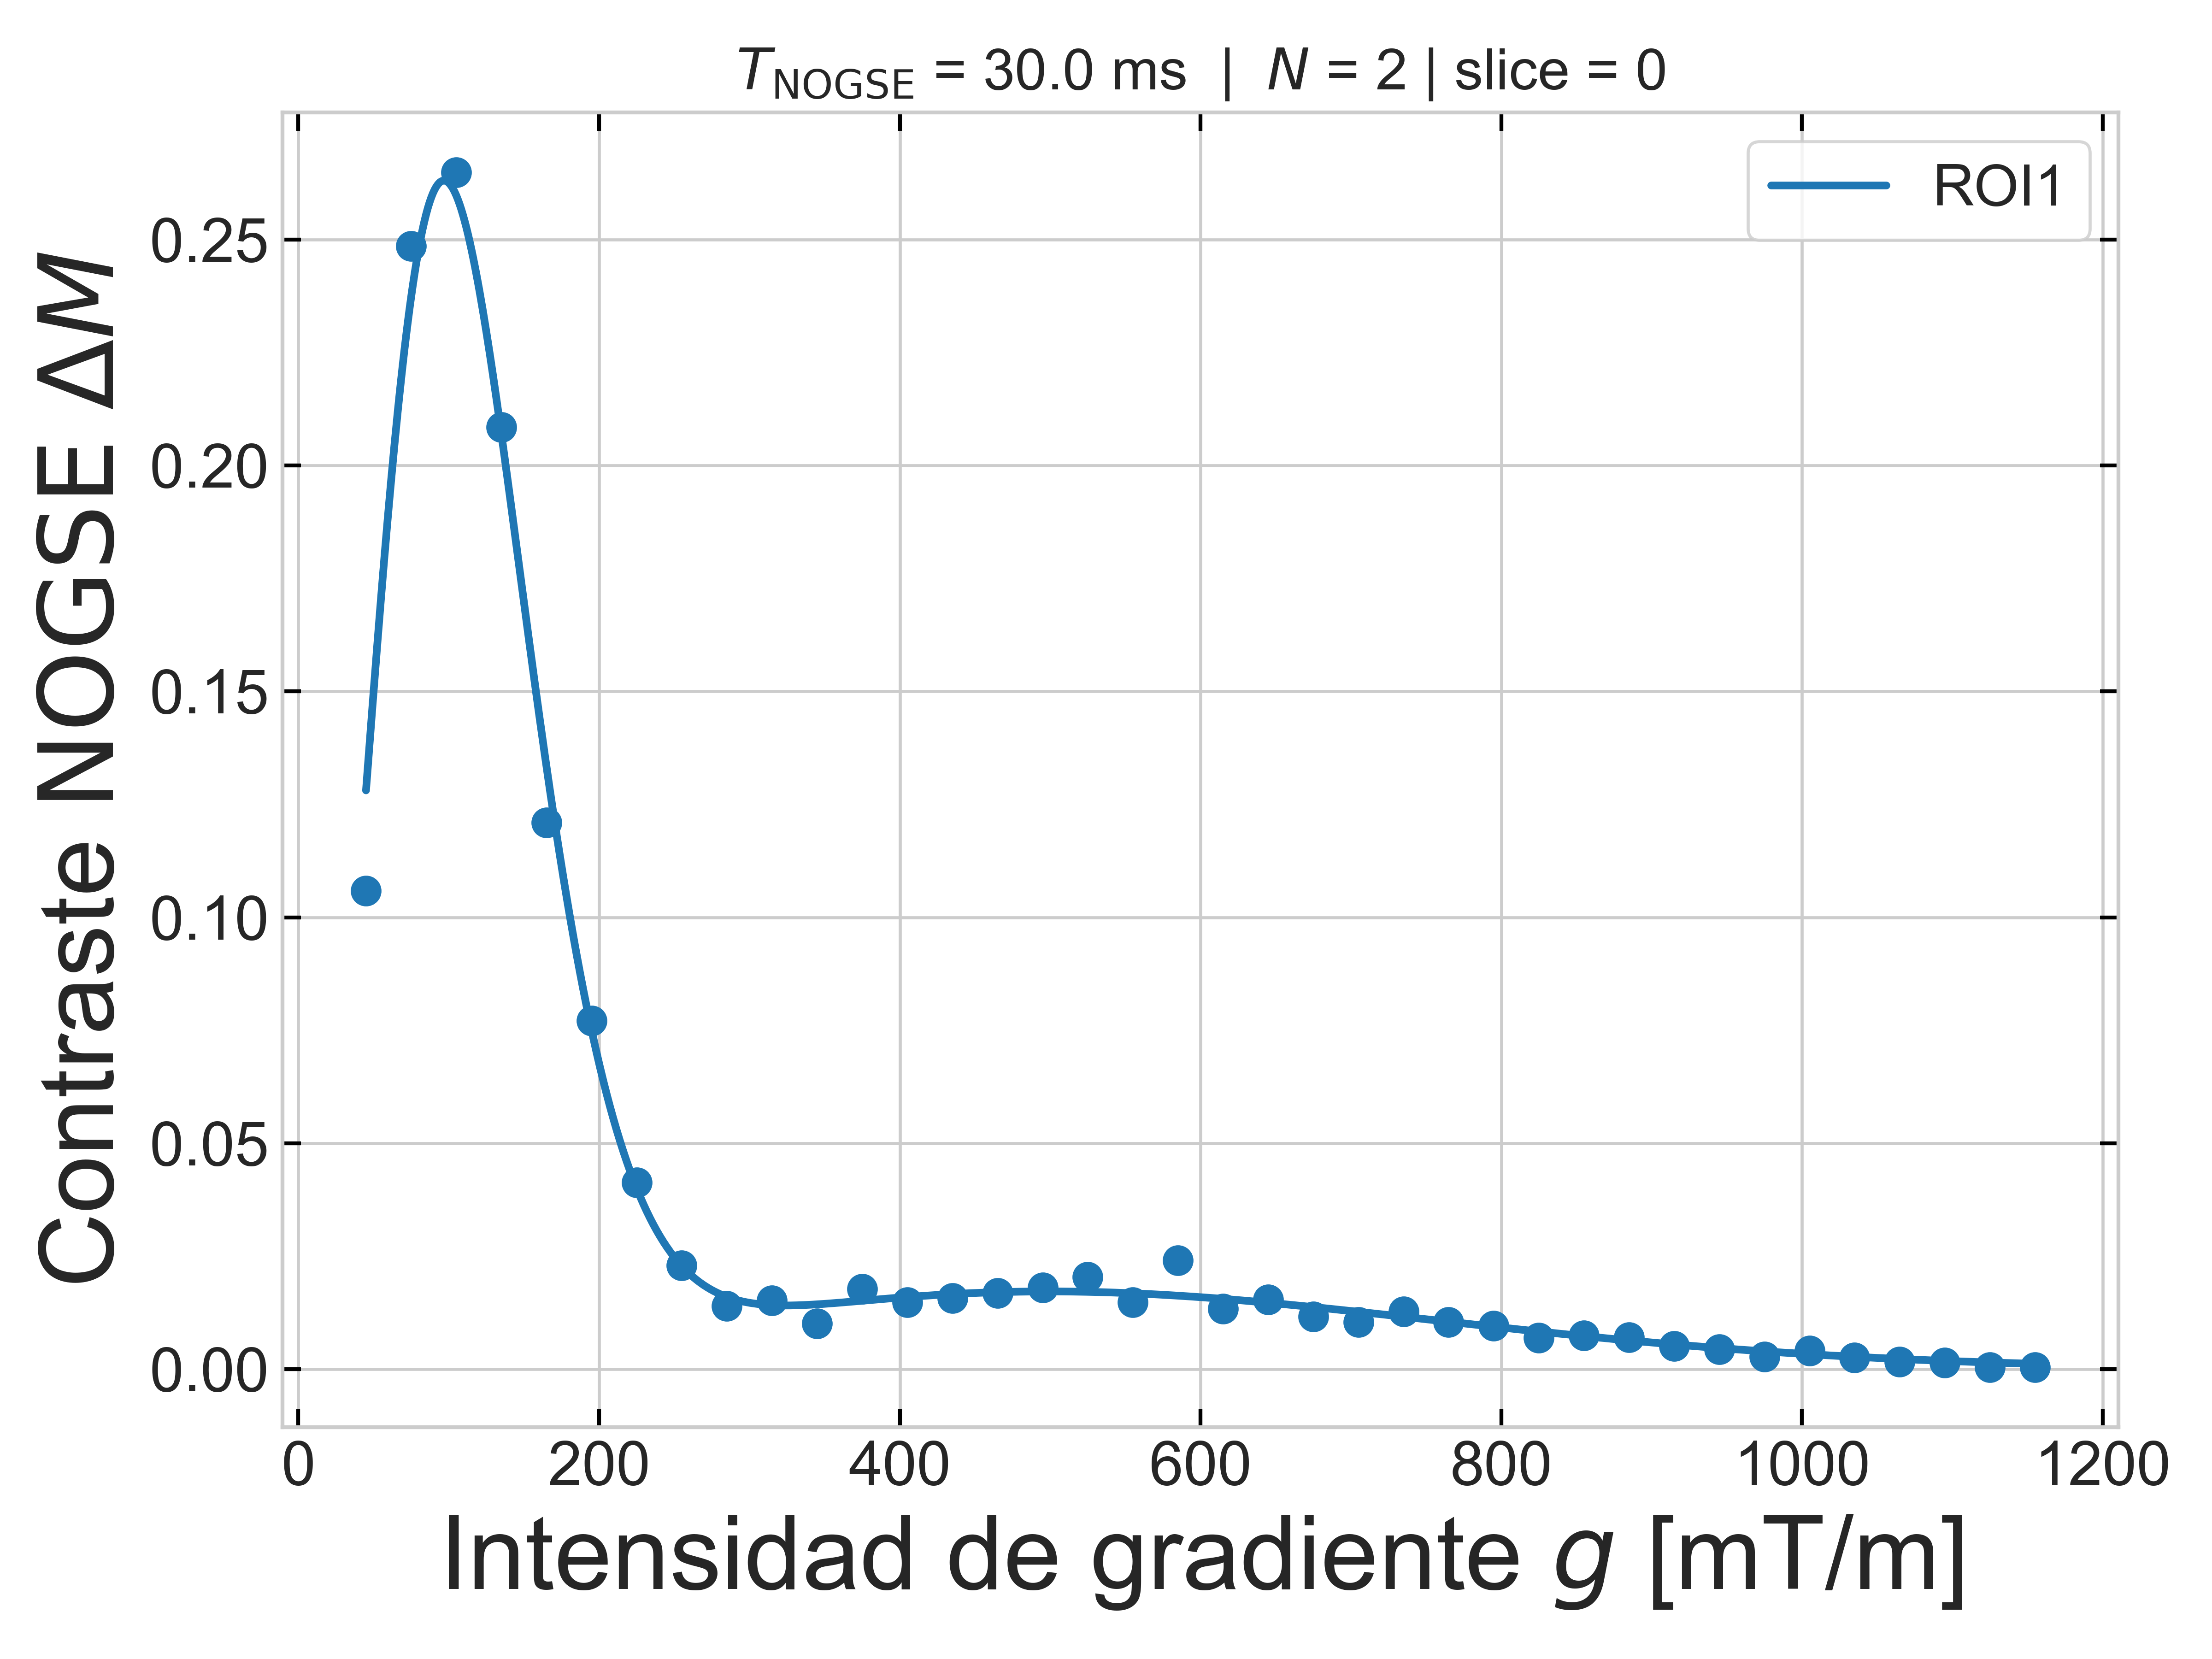 T_NOGSE = 30.0 ms | N = 2 | slice = 0
ROI1
Contraste NOGSE ΔM
0.25
0.20
0.15
0.10
0.05
0.00
0 200 400 600 800 1000 1200
Intensidad de gradiente g [mT/m]